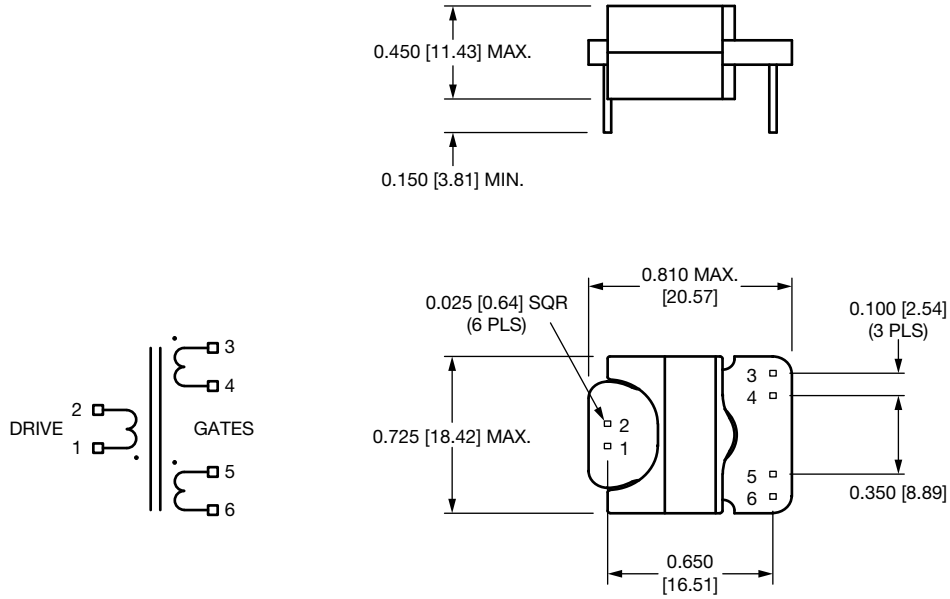 0.450 [11.43] MAX.
0.150 [3.81] MIN.
0.810 MAX.
[20.57]
0.025 [0.64] SQR
(6 PLS)
0.100 [2.54]
(3 PLS)
3
4
5
6
2
1
DRIVE
GATES
3
4
2
1
5
6
0.725 [18.42] MAX.
0.350 [8.89]
0.650
[16.51]